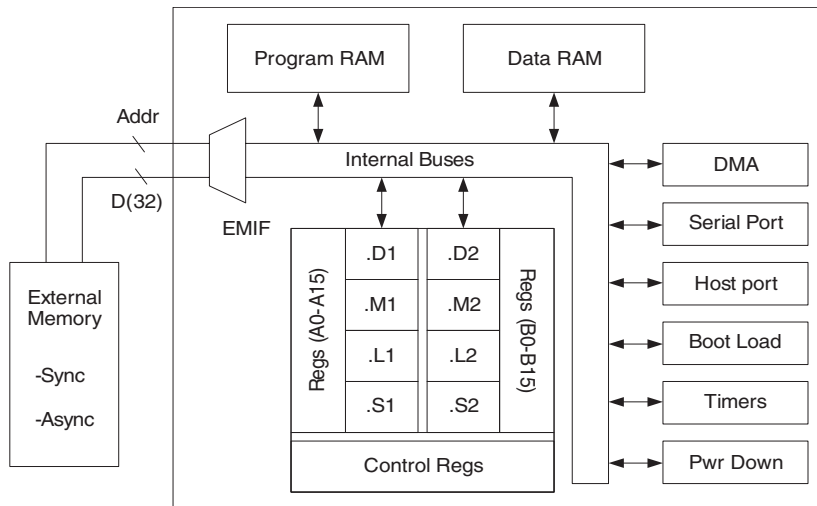 Program RAM
Data RAM
Addr
Internal Buses
DMA
D(32)
EMIF
Serial Port
External
Memory
-Sync
-Async
Regs (A0-A15)
.D1
.D2
.M1
.M2
.L1
.L2
.S1
.S2
Regs (B0-B15)
Control Regs
Host port
Boot Load
Timers
Pwr Down